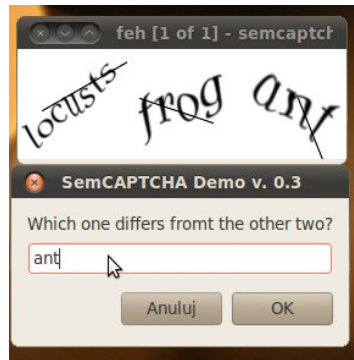 feh [1 of 1] - semcaptch
locusts frog ant
SemCAPTCHA Demo v. 0.3
Which one differs fromt the other two?
ant
Anuluj OK